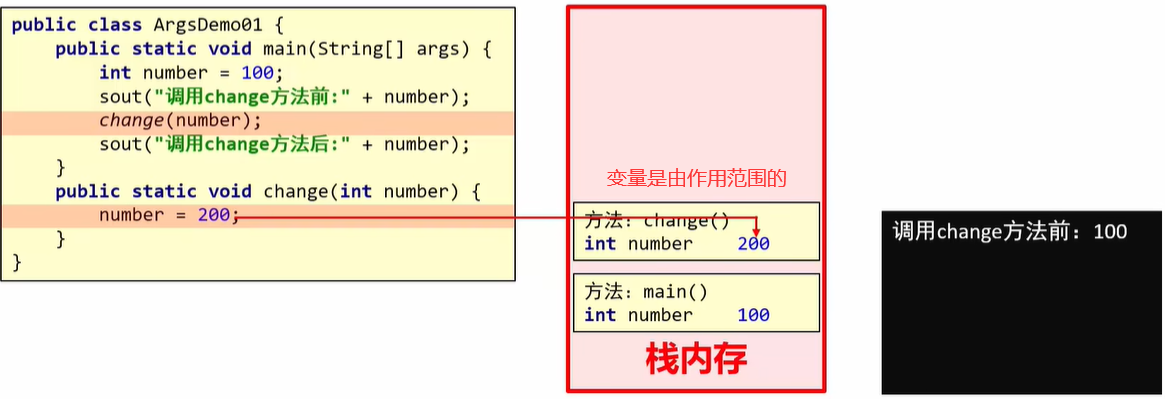 public class ArgsDemo01 {
    public static void main(String[] args) {
        int number = 100;
        sout("调用change方法前:" + number);
        change(number);
        sout("调用change方法后:" + number);
    }
    public static void change(int number) {
        number = 200;
    }
}
变量是由作用范围的
方法: change()
int number    200
方法: main()
int number    100
栈内存
调用change方法前: 100